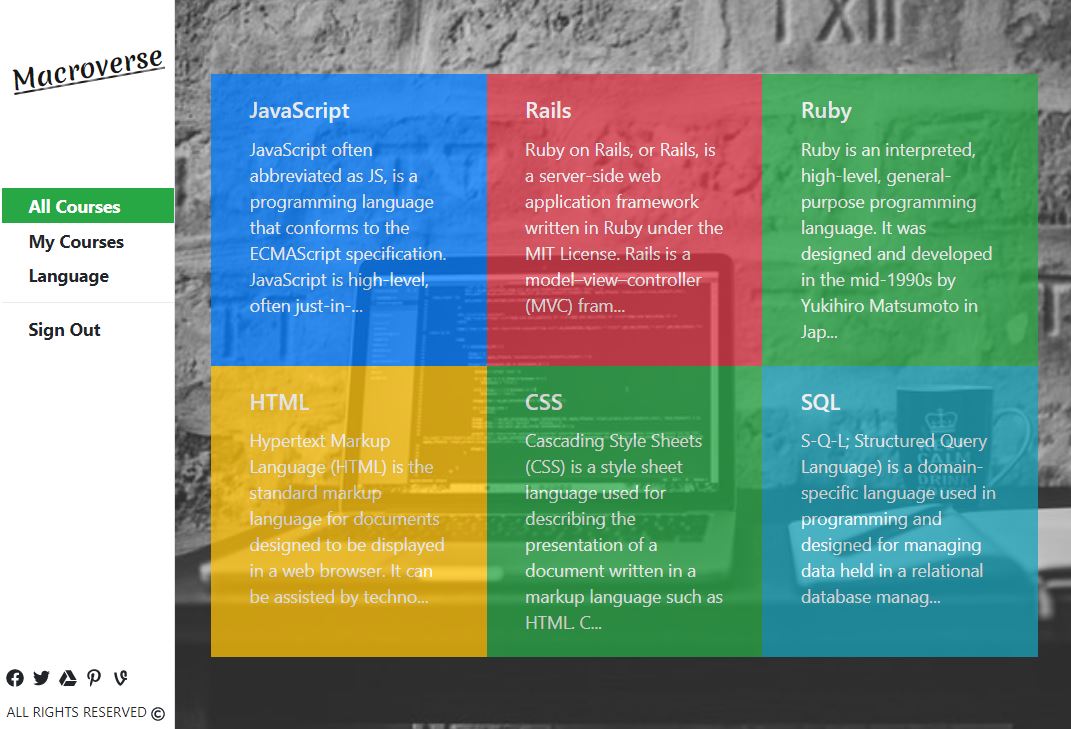 Macroverse
All Courses
My Courses
Language
Sign Out
ALL RIGHTS RESERVED ©
JavaScript
JavaScript often
abbreviated as JS, is a
programming language
that conforms to the
ECMAScript specification.
JavaScript is high-level,
often just-in-...
Rails
Ruby on Rails, or Rails, is
a server-side web
application framework
written in Ruby under the
MIT License. Rails is a
model–view–controller
(MVC) fram...
Ruby
Ruby is an interpreted,
high-level, general-
purpose programming
language. It was
designed and developed
in the mid-1990s by
Yukihiro Matsumoto in
Jap...
HTML
Hypertext Markup
Language (HTML) is the
standard markup
language for documents
designed to be displayed
in a web browser. It can
be assisted by techno...
CSS
Cascading Style Sheets
(CSS) is a style sheet
language used for
describing the
presentation of a
document written in a
markup language such as
HTML. C...
SQL
S-Q-L; Structured Query
Language) is a domain-
specific language used in
programming and
designed for managing
data held in a relational
database manag...